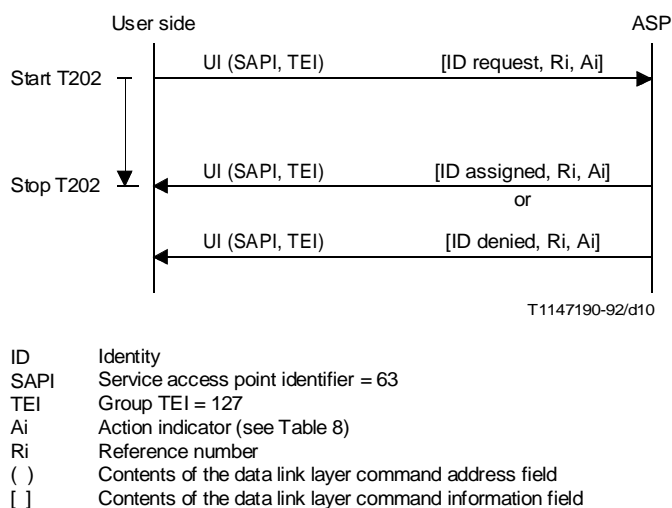 User side ASP
Start T202 UI (SAPI, TEI) [ID request, Ri, Ai]
Stop T202 UI (SAPI, TEI) [ID assigned, Ri, Ai]
or
UI (SAPI, TEI) [ID denied, Ri, Ai]
T1147190-92/d10
ID Identity
SAPI Service access point identifier = 63
TEI Group TEI = 127
Ai Action indicator (see Table 8)
Ri Reference number
( ) Contents of the data link layer command address field
[ ] Contents of the data link layer command information field